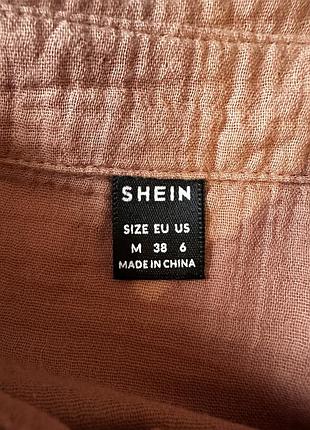 SHEIN
SIZE EU US
M 38 6
MADE IN CHINA